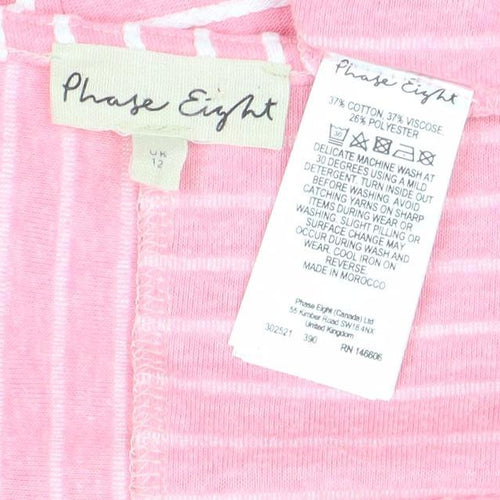 Phase Eight
UK
12
Phase Eight
37% COTTON, 37% VISCOSE,
26% POLYESTER
DELICATE MACHINE WASH AT
30 DEGREES USING A MILD
DETERGENT. TURN INSIDE OUT
BEFORE WASHING. AVOID
CATCHING YARNS ON SHARP
ITEMS DURING WEAR OR
WASHING. SLIGHT PILLING OR
SURFACE CHANGE MAY
OCCUR DURING WASH AND
WEAR. COOL IRON ON
REVERSE.
MADE IN MOROCCO
Phase Eight (Canada) Ltd
55 Kimber Road SW18 4NX
United Kingdom
302521 390 RN 146606